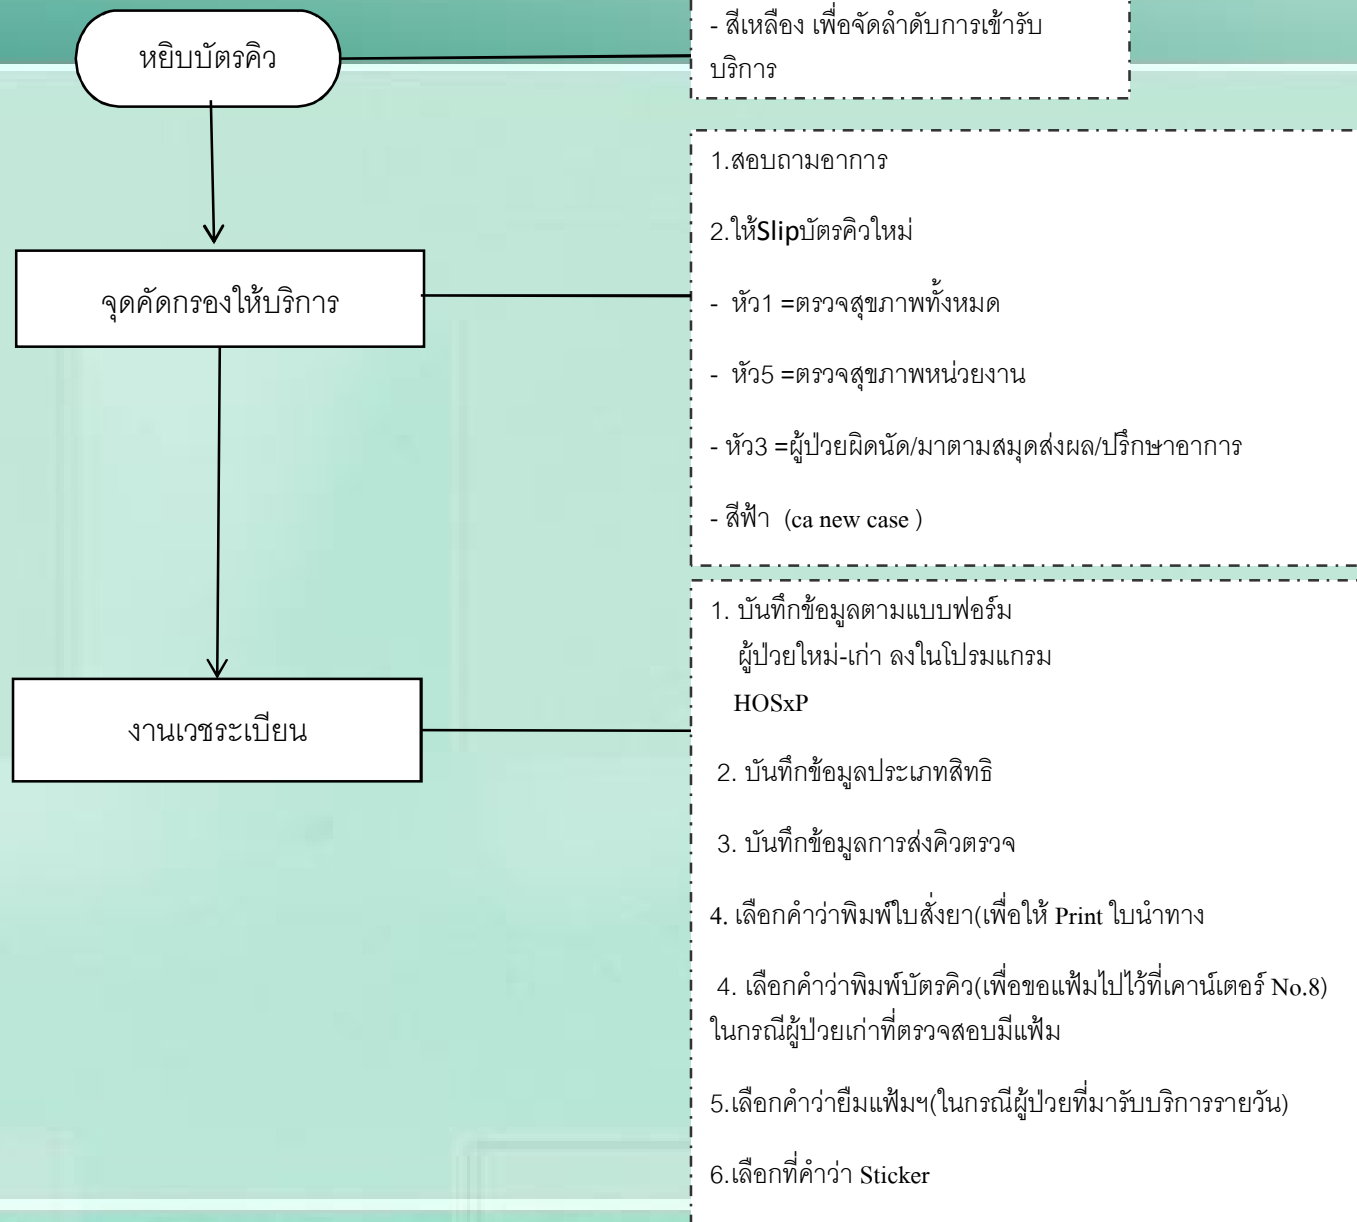 หยิบบัตรคิว
- สีเหลือง เพื่อจัดลำดับการเข้ารับ
บริการ
จุดคัดกรองให้บริการ
1.สอบถามอาการ
2.ให้Slipบัตรคิวใหม่
- หัว1 =ตรวจสุขภาพทั้งหมด
- หัว5 =ตรวจสุขภาพหน่วยงาน
- หัว3 =ผู้ป่วยผิดนัด/มาตามสมุดส่งผล/ปรึกษาอาการ
- สีฟ้า (ca new case )
งานเวชระเบียน
1. บันทึกข้อมูลตามแบบฟอร์ม
ผู้ป่วยใหม่-เก่า ลงในโปรมแกรม
HOSxP
2. บันทึกข้อมูลประเภทสิทธิ
3. บันทึกข้อมูลการส่งคิวตรวจ
4. เลือกคำว่าพิมพ์ใบสั่งยา(เพื่อให้ Print ใบนำทาง
4. เลือกคำว่าพิมพ์บัตรคิว(เพื่อขอแฟ้มไปไว้ที่เคาน์เตอร์ No.8)
ในกรณีผู้ป่วยเก่าที่ตรวจสอบมีแฟ้ม
5.เลือกคำว่ายืมแฟ้มฯ(ในกรณีผู้ป่วยที่มารับบริการรายวัน)
6.เลือกที่คำว่า Sticker